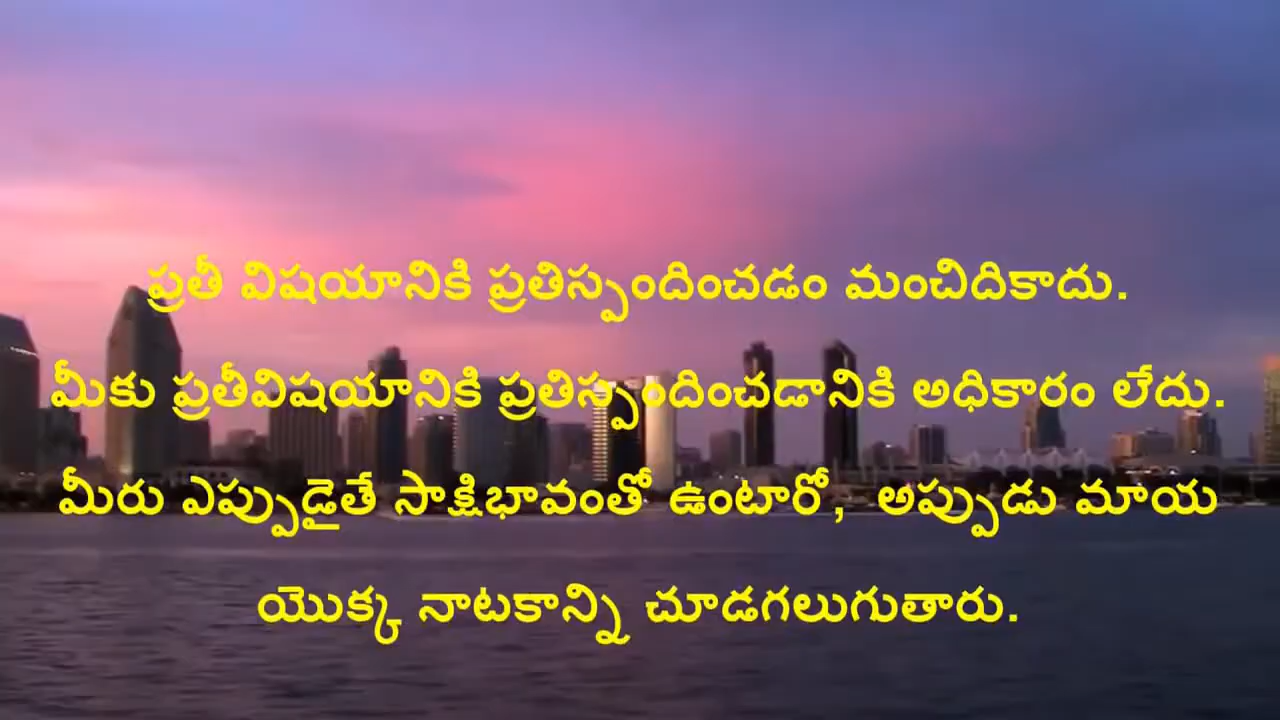 ప్రతీ విషయానికి ప్రతిస్పందించడం మంచిదికాదు.
మీకు ప్రతీవిషయానికి ప్రతిస్పందించడానికి అధికారం లేదు.
మీరు ఎప్పుడైతే సాక్షిభావంతో ఉంటారో, అప్పుడు మాయ
యొక్క నాటకాన్ని చూడగలుగుతారు.